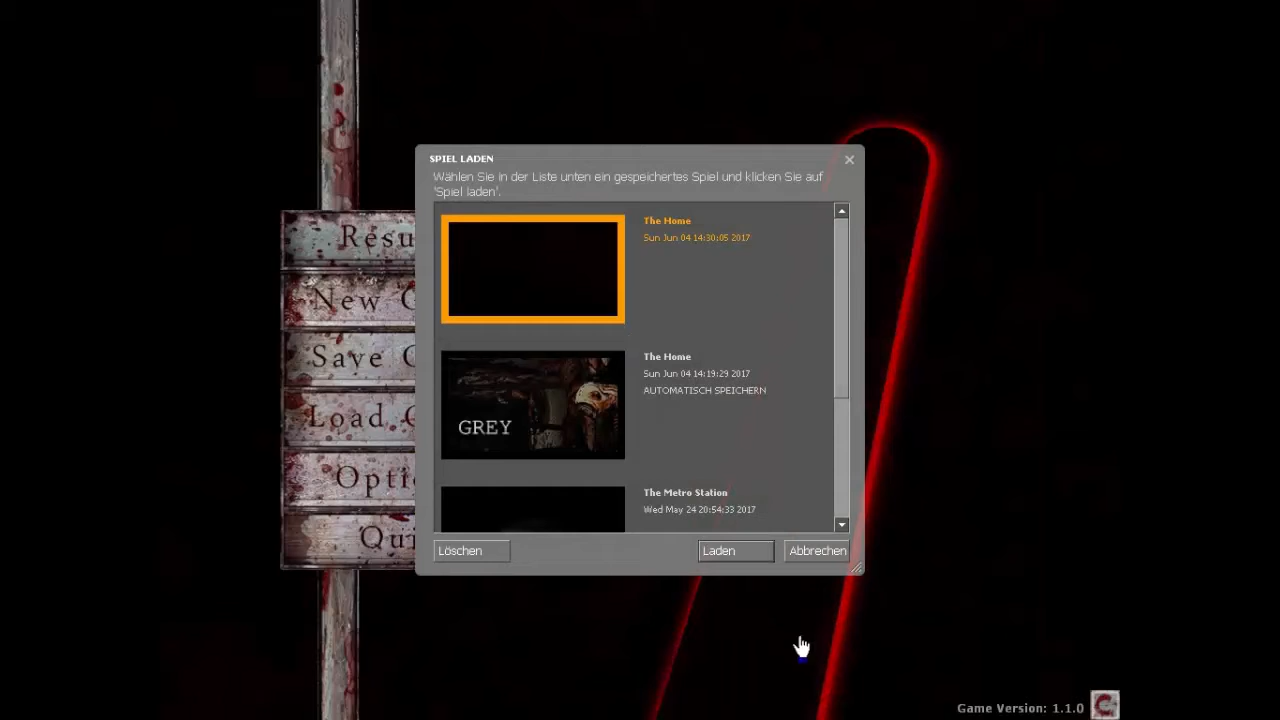 SPIEL LADEN
Wählen Sie in der Liste unten ein gespeichertes Spiel und klicken Sie auf
'Spiel laden'.
The Home
Sun Jun 04 14:30:05 2017
The Home
Sun Jun 04 14:19:29 2017
AUTOMATISCH SPEICHERN
GREY
The Metro Station
Wed May 24 20:54:33 2017
Löschen
Laden
Abbrechen
Resu
New G
Save G
Load G
Optio
Qui
Game Version: 1.1.0